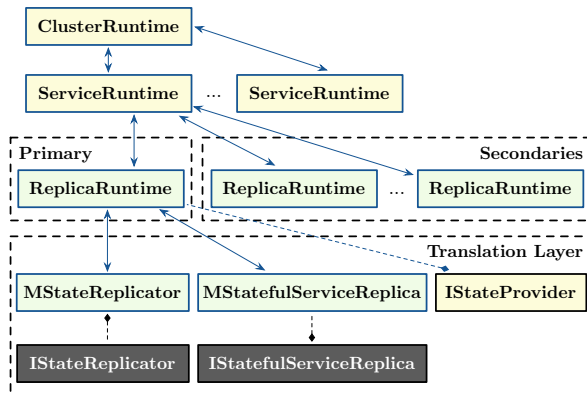 ClusterRuntime
ServiceRuntime ... ServiceRuntime
Primary Secondaries
ReplicaRuntime ReplicaRuntime ... ReplicaRuntime
Translation Layer
MStateReplicator MStatefulServiceReplica IStateProvider
IStateReplicator IStatefulServiceReplica